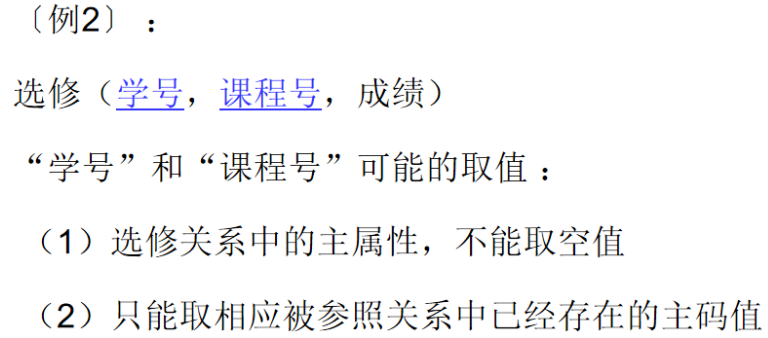 〔例2〕：
选修（学号，课程号，成绩）
“学号”和“课程号”可能的取值：
（1）选修关系中的主属性，不能取空值
（2）只能取相应被参照关系中已经存在的主码值